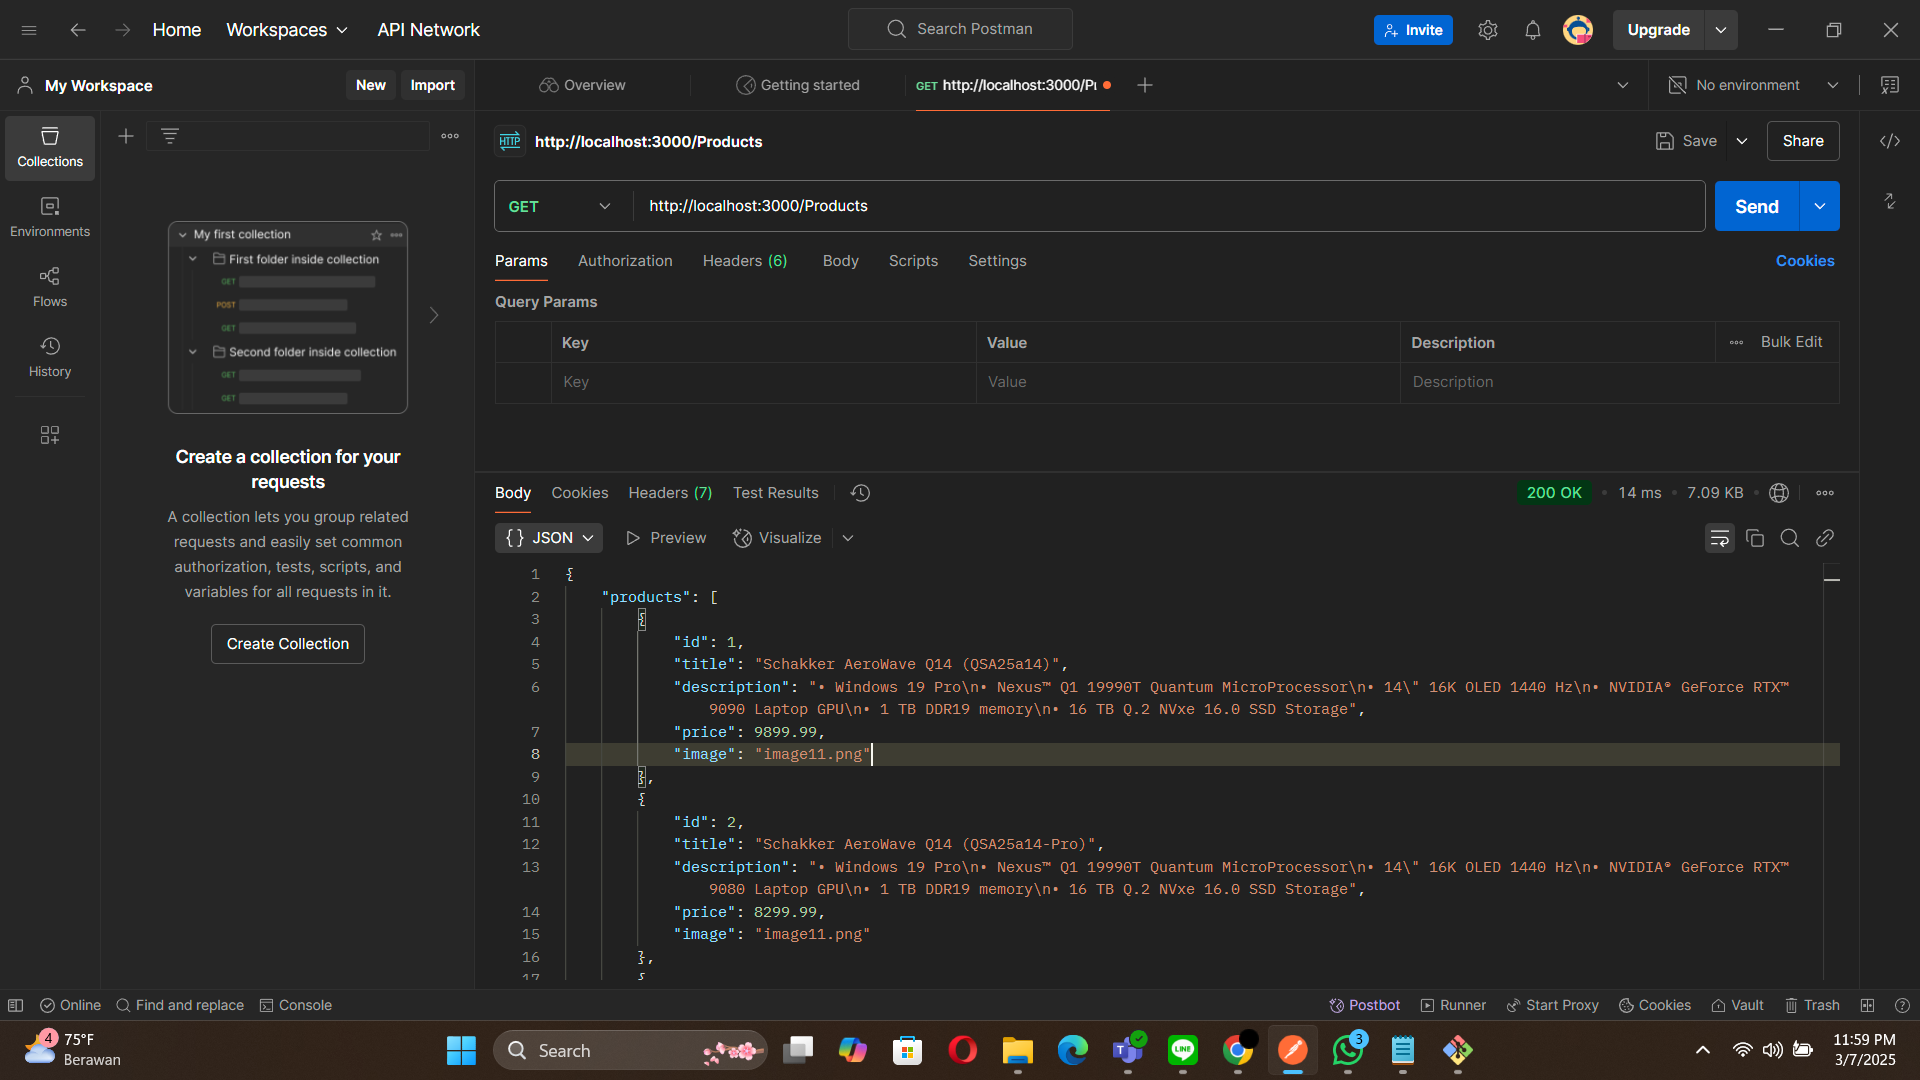 Home
Workspaces
API Network
Search Postman
Invite
Upgrade
My Workspace
New
Import
Overview
Getting started
GET http://localhost:3000/Pr
No environment
Collections
Environments
Flows
History
My first collection
First folder inside collection
GET
POST
GET
Second folder inside collection
GET
GET
Create a collection for your
requests
A collection lets you group related
requests and easily set common
authorization, tests, scripts, and
variables for all requests in it.
Create Collection
HTTP
http://localhost:3000/Products
Save
Share
GET
http://localhost:3000/Products
Send
Params
Authorization
Headers (6)
Body
Scripts
Settings
Cookies
Query Params
Key
Value
Description
Bulk Edit
Key
Value
Description
Body
Cookies
Headers (7)
Test Results
200 OK
14 ms
7.09 KB
{} JSON
Preview
Visualize
1 {
2 "products": [
3 {
4 "id": 1,
5 "title": "Schakker AeroWave Q14 (QSA25a14)",
6 "description": "• Windows 19 Pro\n• Nexus™ Q1 19990T Quantum MicroProcessor\n• 14\" 16K OLED 1440 Hz\n• NVIDIA® GeForce RTX™
9090 Laptop GPU\n• 1 TB DDR19 memory\n• 16 TB Q.2 NVxe 16.0 SSD Storage",
7 "price": 9899.99,
8 "image": "image11.png"
9 },
10 {
11 "id": 2,
12 "title": "Schakker AeroWave Q14 (QSA25a14-Pro)",
13 "description": "• Windows 19 Pro\n• Nexus™ Q1 19990T Quantum MicroProcessor\n• 14\" 16K OLED 1440 Hz\n• NVIDIA® GeForce RTX™
9080 Laptop GPU\n• 1 TB DDR19 memory\n• 16 TB Q.2 NVxe 16.0 SSD Storage",
14 "price": 8299.99,
15 "image": "image11.png"
16 },
17 {
Online
Find and replace
Console
Postbot
Runner
Start Proxy
Cookies
Vault
Trash
4
75°F
Berawan
Search
LINE
3
11:59 PM
3/7/2025